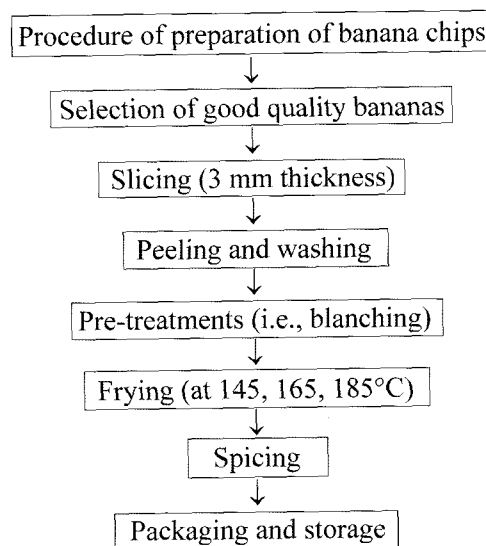 Procedure of preparation of banana chips
Selection of good quality bananas
Slicing (3 mm thickness)
Peeling and washing
Pre-treatments (i.e., blanching)
Frying (at 145, 165, 185°C)
Spicing
Packaging and storage